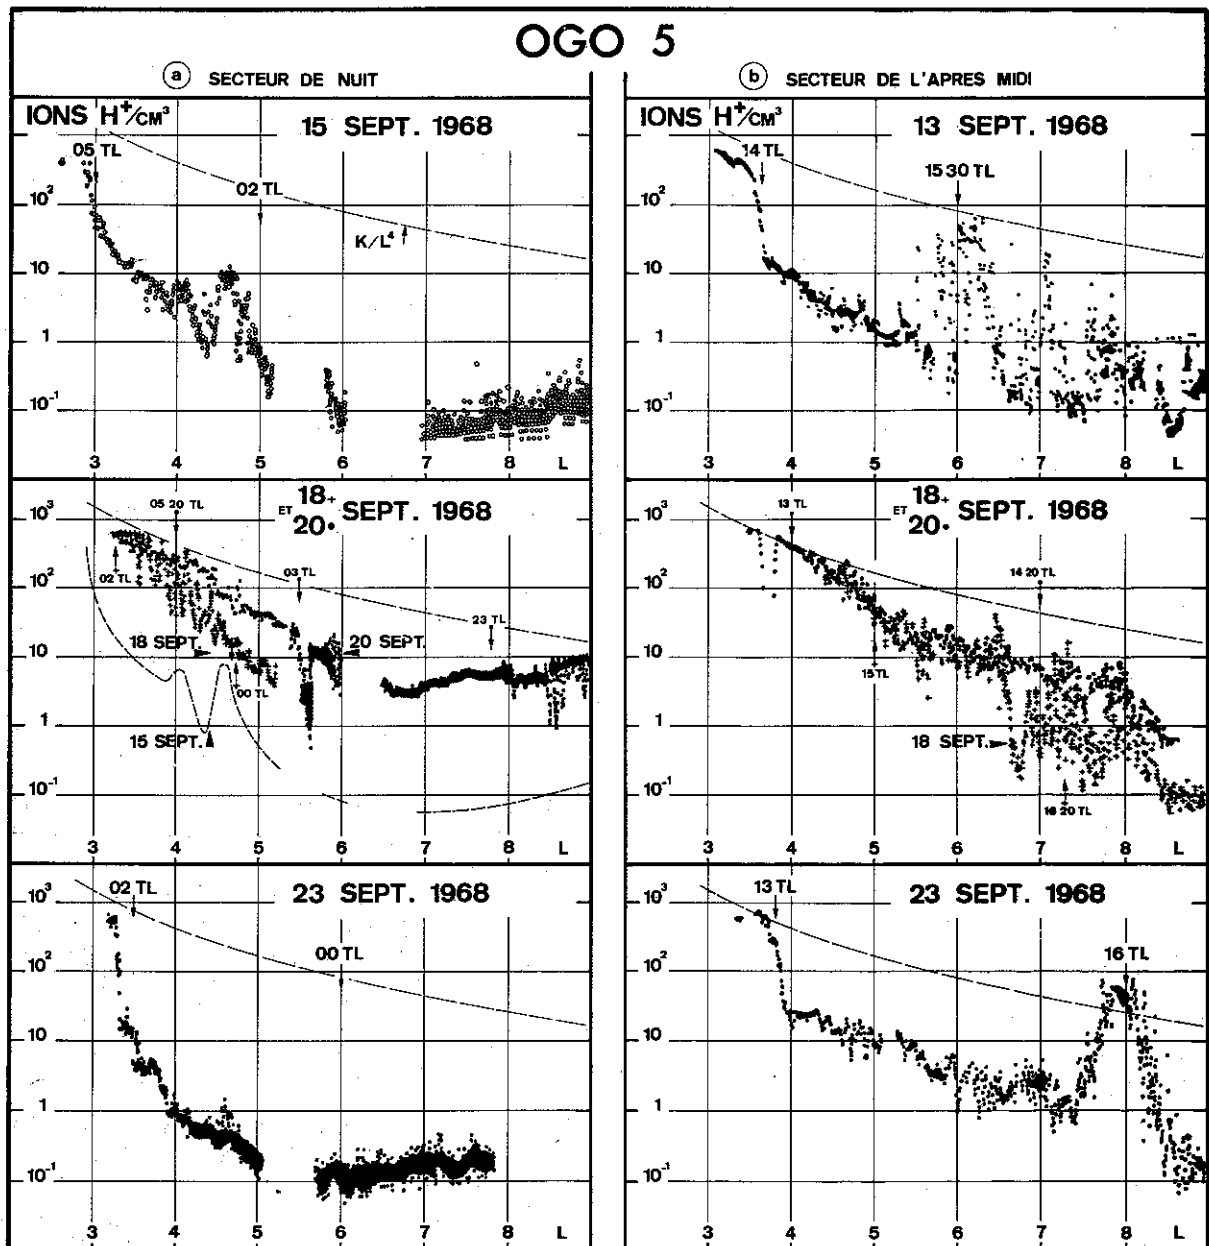 OGO 5
a SECTEUR DE NUIT
b SECTEUR DE L'APRES MIDI
IONS H+/CM³
15 SEPT. 1968
05 TL
02 TL
K/L⁴
10²
10
1
10⁻¹
3 4 5 6 7 8 L
IONS H+/CM³
13 SEPT. 1968
14 TL
15 30 TL
10²
10
1
10⁻¹
3 4 5 6 7 8 L
18+
ET 20• SEPT. 1968
10³
05 20 TL
02 TL
03 TL
23 TL
10²
18 SEPT.
20 SEPT.
10
00 TL
1
15 SEPT.
10⁻¹
3 4 5 6 7 8 L
18+
ET 20• SEPT. 1968
10³
13 TL
14 20 TL
10²
10
15 TL
1
18 SEPT.
10⁻¹
16 20 TL
3 4 5 6 7 8 L
23 SEPT. 1968
10³
02 TL
00 TL
10²
10
1
10⁻¹
3 4 5 6 7 8 L
23 SEPT. 1968
10³
13 TL
16 TL
10²
10
1
10⁻¹
3 4 5 6 7 8 L